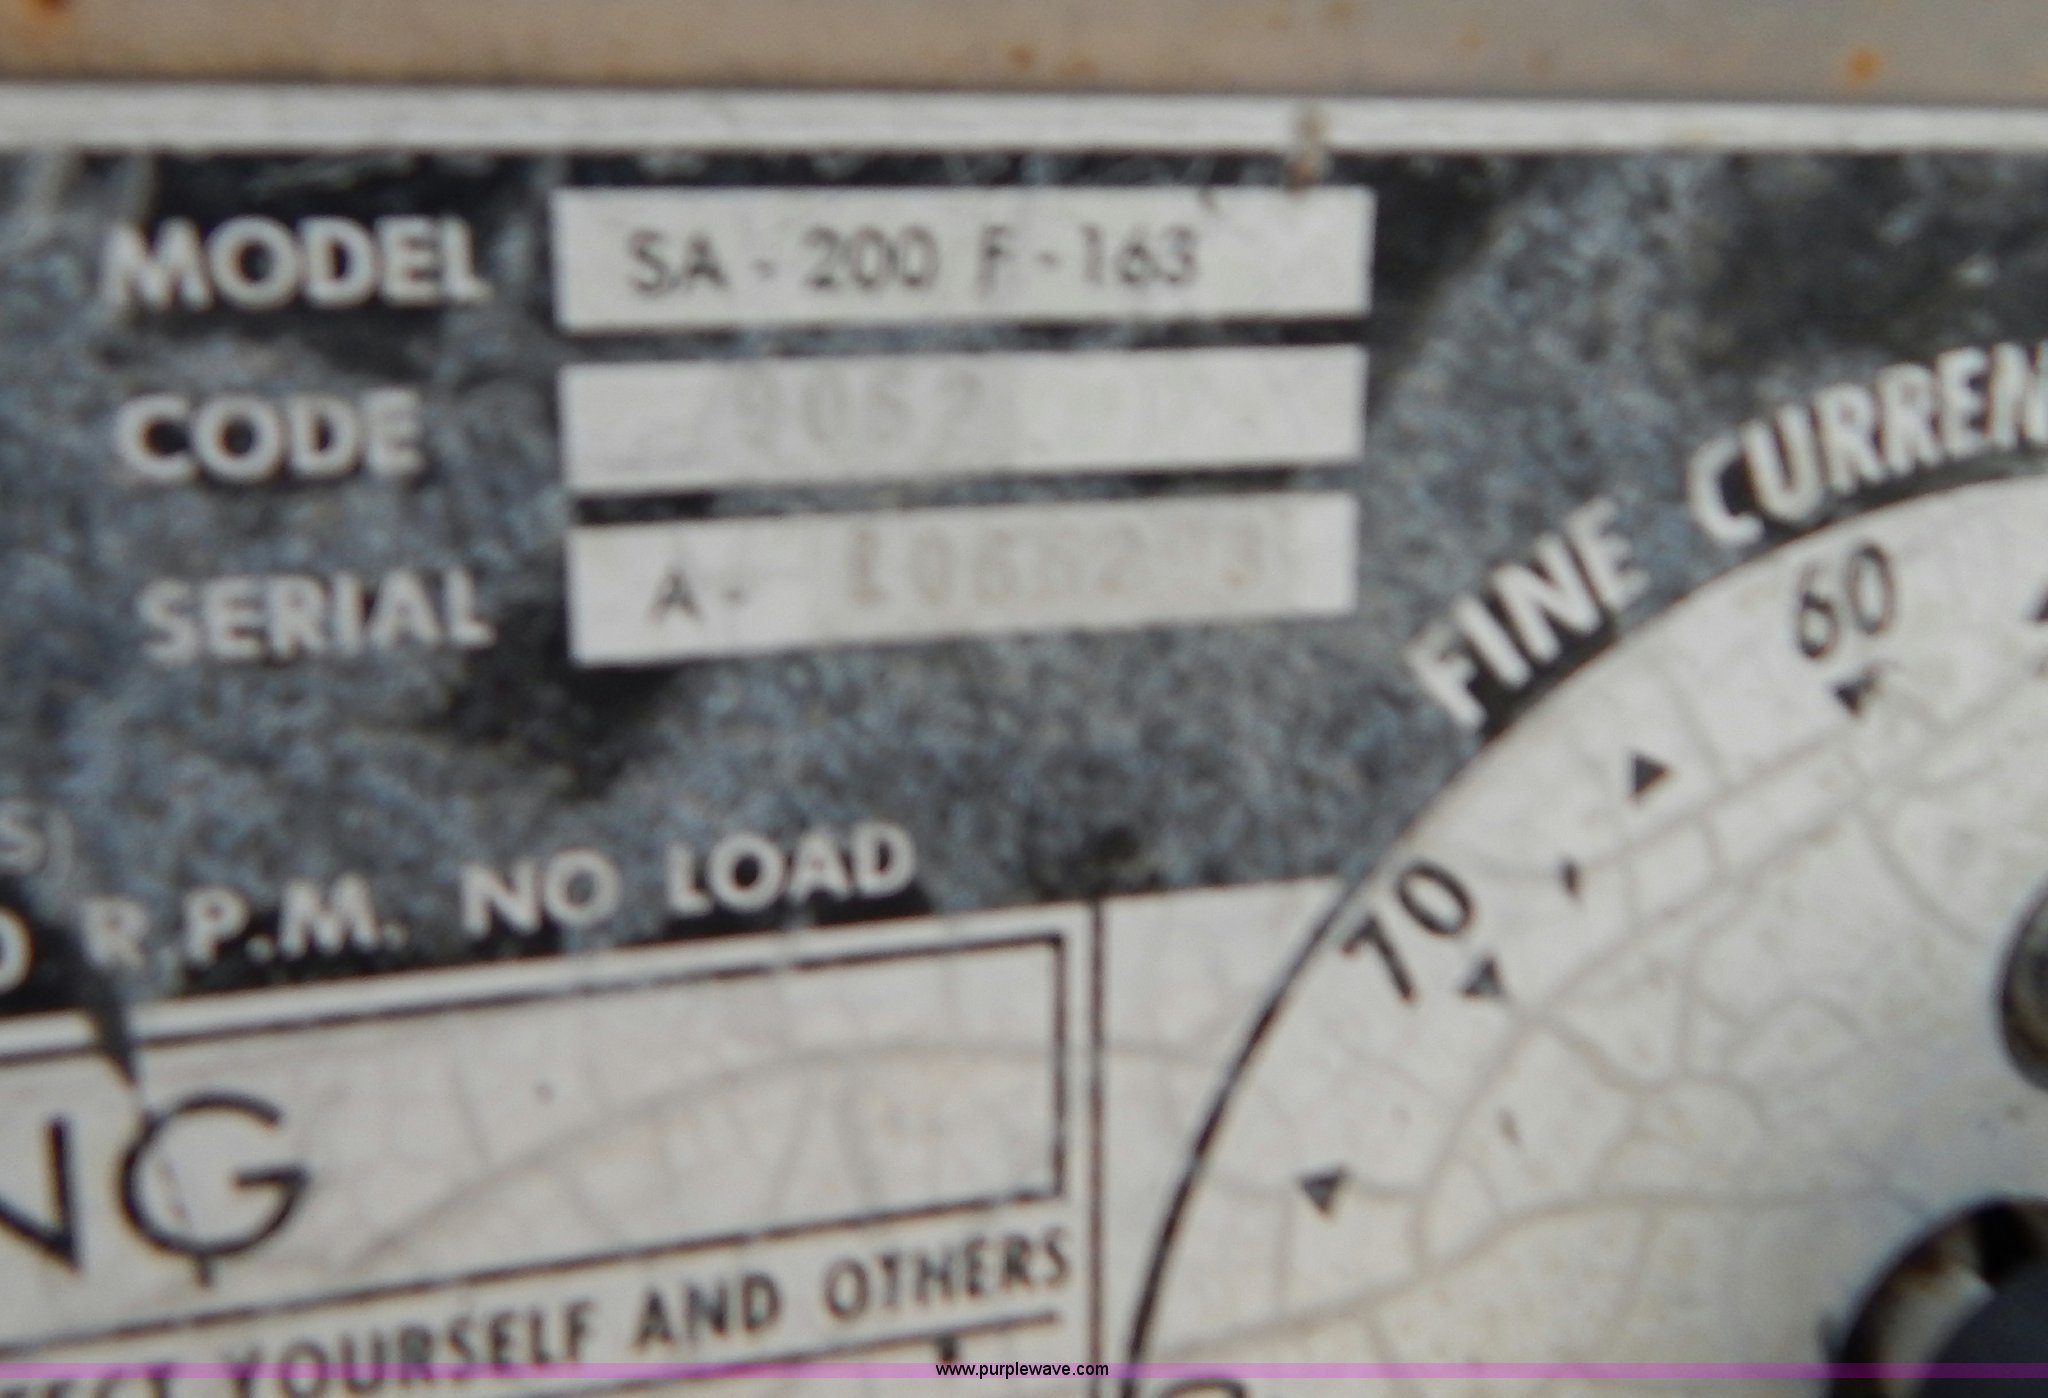 MODEL SA - 200 F - 163
CODE 9052
SERIAL A -
FINE CURREN
60
70
R.P.M. NO LOAD
NG
YOURSELF AND OTHERS
www.purplewave.com